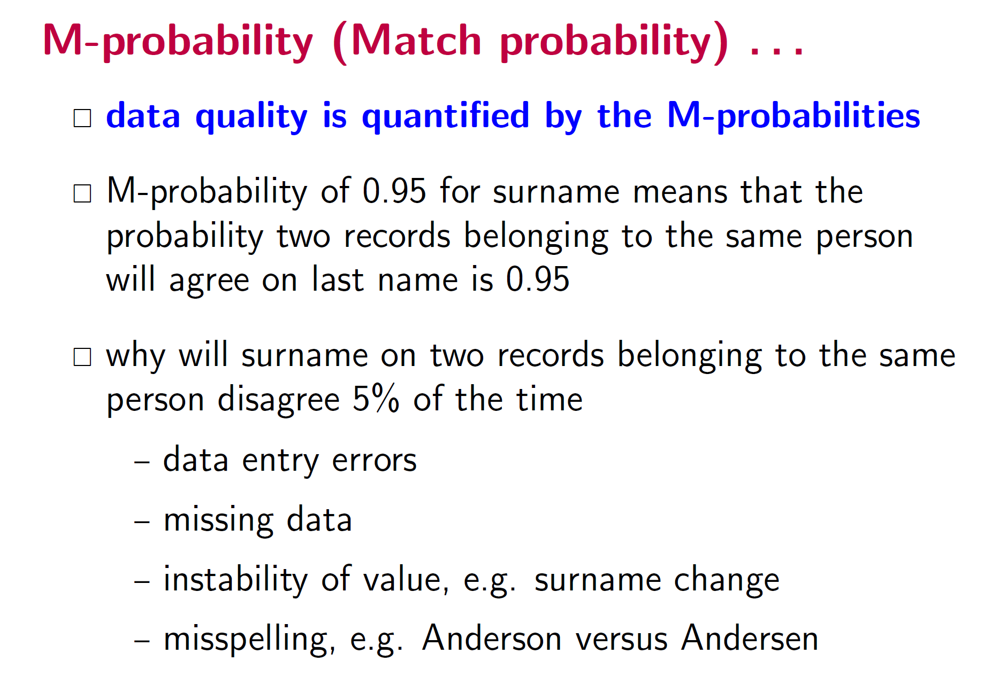 M-probability (Match probability) . . .
□ data quality is quantified by the M-probabilities
□ M-probability of 0.95 for surname means that the
probability two records belonging to the same person
will agree on last name is 0.95
□ why will surname on two records belonging to the same
person disagree 5% of the time
– data entry errors
– missing data
– instability of value, e.g. surname change
– misspelling, e.g. Anderson versus Andersen